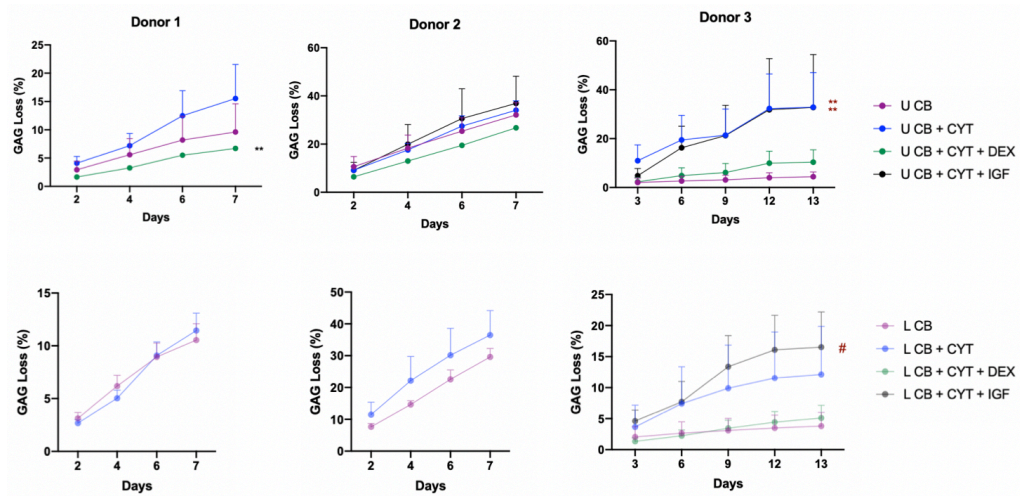 Donor 1
GAG Loss (%)
25
20
15
10
5
0
2
4
6
7
Days
**
Donor 2
GAG Loss (%)
60
40
20
0
2
4
6
7
Days
Donor 3
GAG Loss (%)
60
40
20
0
3
6
9
12
13
Days
**
**
U CB
U CB + CYT
U CB + CYT + DEX
U CB + CYT + IGF
GAG Loss (%)
15
10
5
0
2
4
6
7
Days
GAG Loss (%)
50
40
30
20
10
0
2
4
6
7
Days
GAG Loss (%)
25
20
15
10
5
0
3
6
9
12
13
Days
#
L CB
L CB + CYT
L CB + CYT + DEX
L CB + CYT + IGF